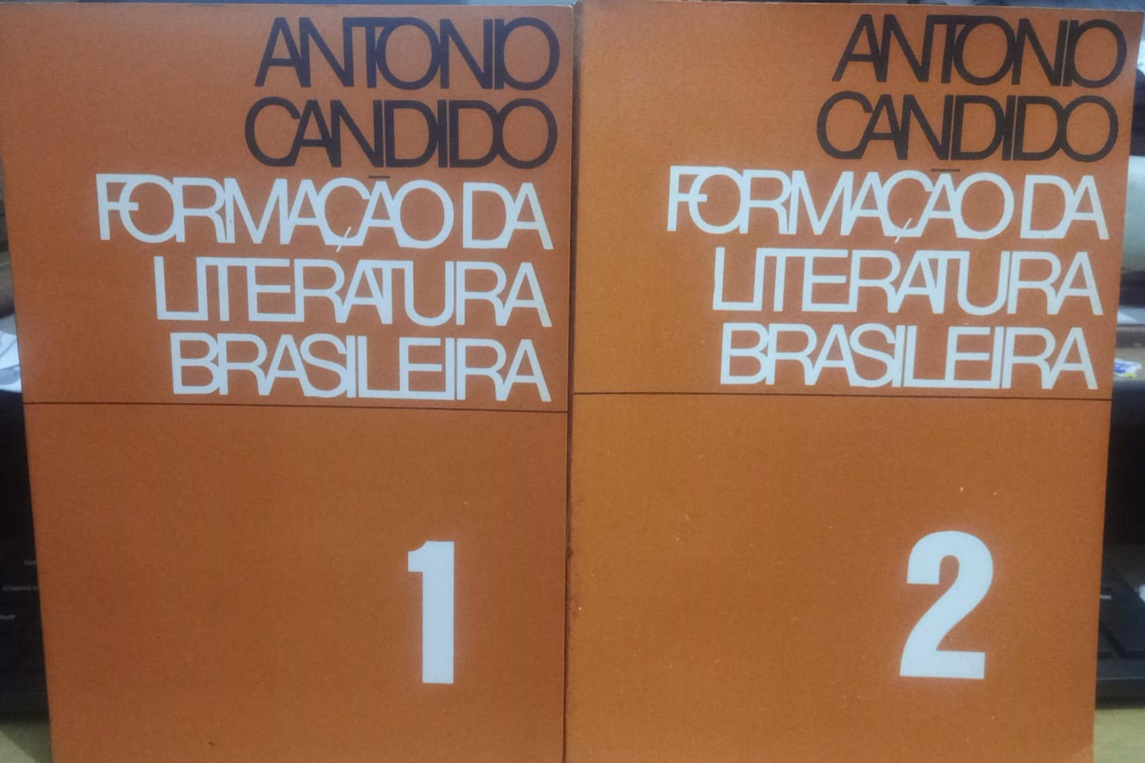 ANTONIO
CANDIDO
FORMAÇÃO DA
LITERATURA
BRASILEIRA
1
ANTONIO
CANDIDO
FORMAÇÃO DA
LITERATURA
BRASILEIRA
2